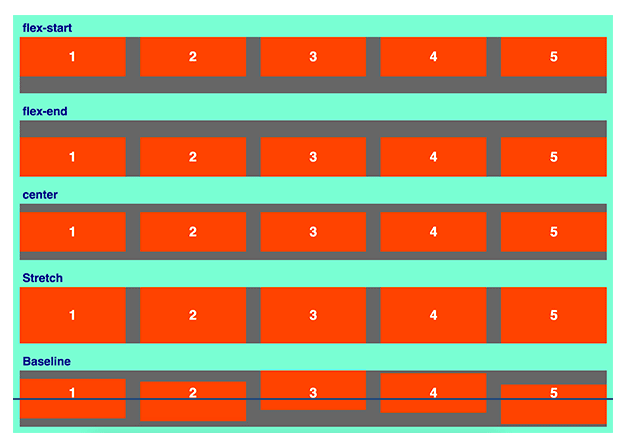 flex-start
1 2 3 4 5
flex-end
1 2 3 4 5
center
1 2 3 4 5
Stretch
1 2 3 4 5
Baseline
1 2 3 4 5